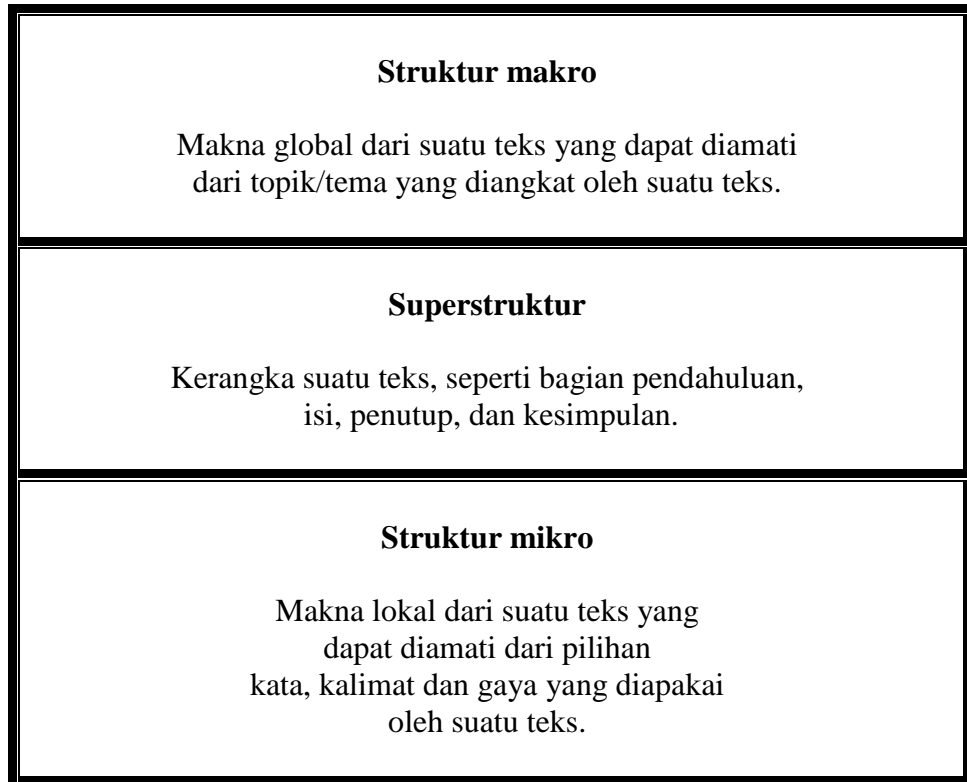 Struktur makro
Makna global dari suatu teks yang dapat diamati
dari topik/tema yang diangkat oleh suatu teks.
Superstruktur
Kerangka suatu teks, seperti bagian pendahuluan,
isi, penutup, dan kesimpulan.
Struktur mikro
Makna lokal dari suatu teks yang
dapat diamati dari pilihan
kata, kalimat dan gaya yang diapakai
oleh suatu teks.